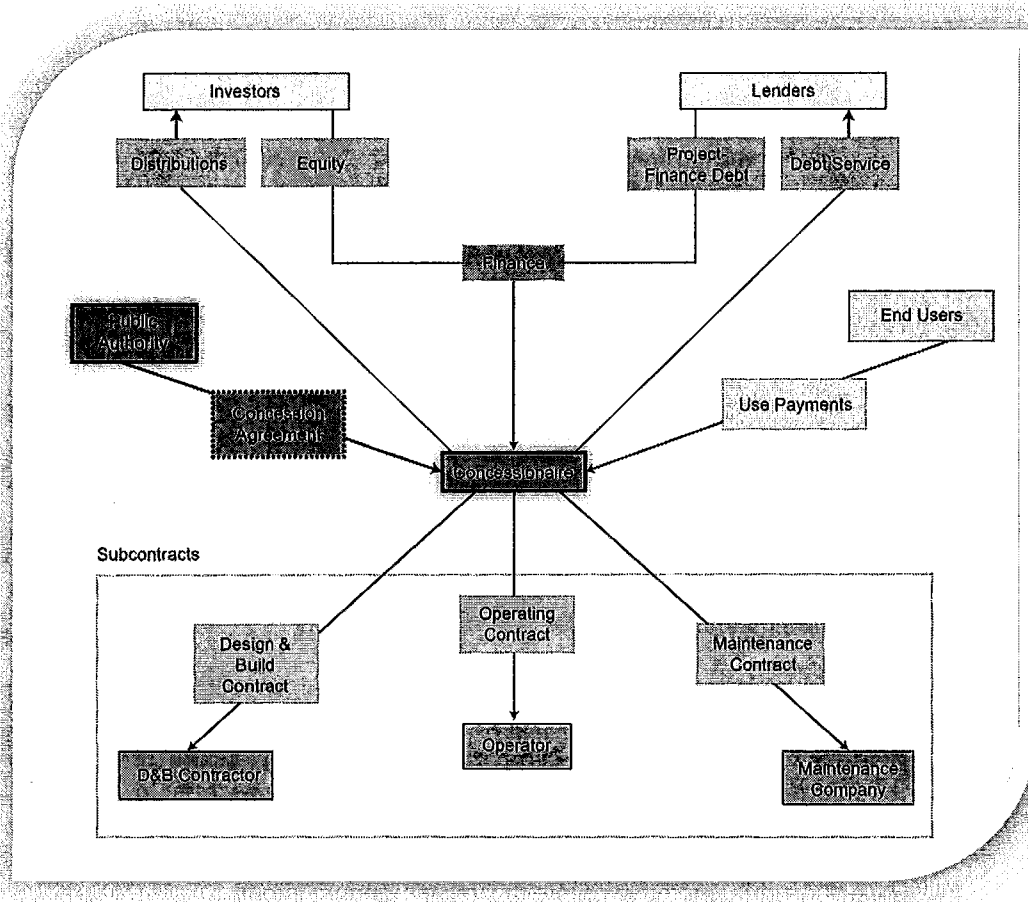 Investors
Lenders
Distributions
Equity
Project-
Finance Debt
Debt Service
Finance
Public
Authority
End Users
Concession
Agreement
Use Payments
Concessionaire
Subcontracts
Design &
Build
Contract
Operating
Contract
Maintenance
Contract
D&B Contractor
Operator
Maintenance
Company